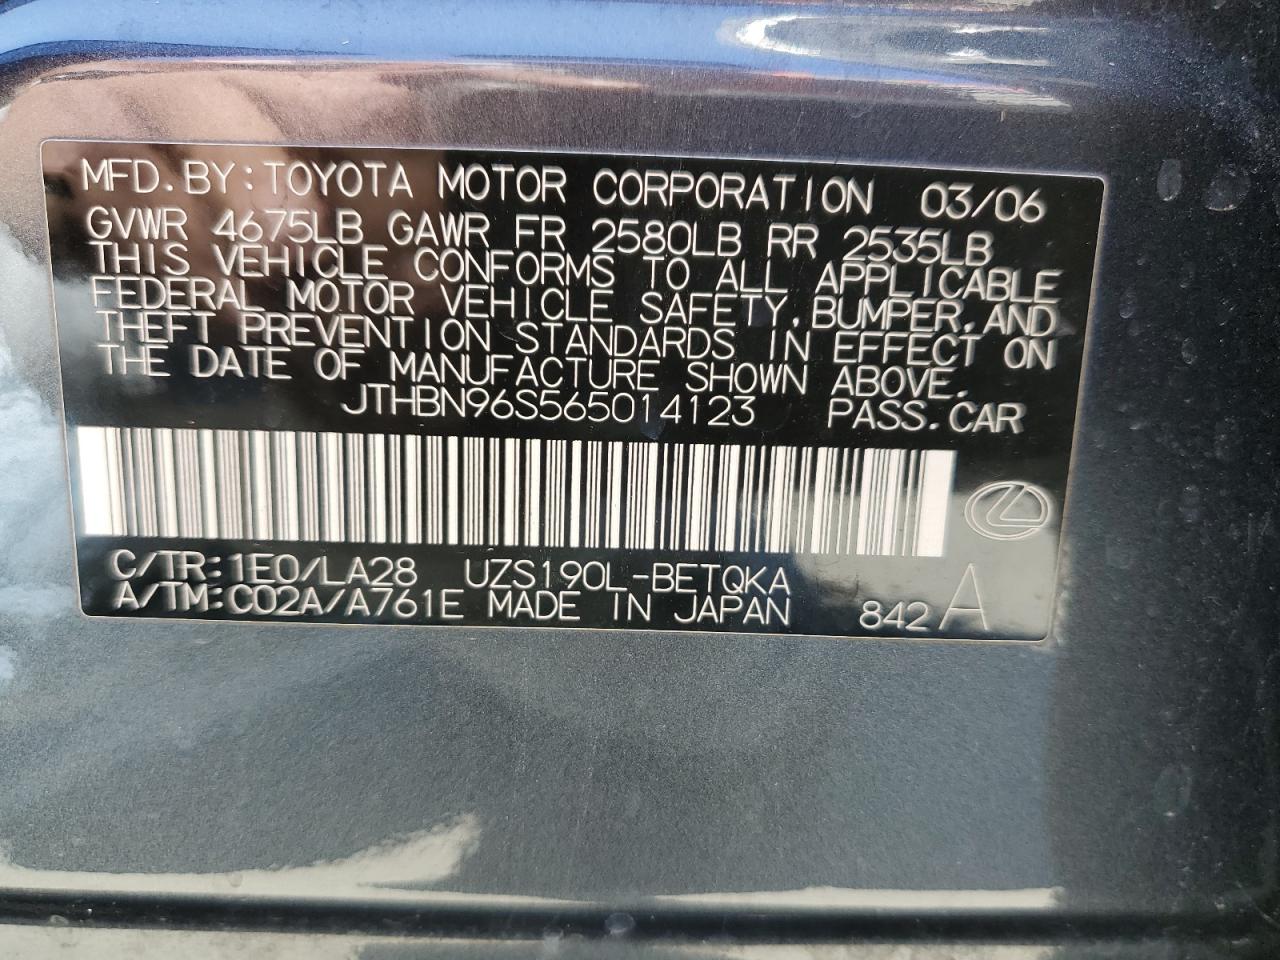 MFD.BY:TOYOTA MOTOR CORPORATION 03/06
GVWR 4675LB GAWR FR 2580LB RR 2535LB
THIS VEHICLE CONFORMS TO ALL APPLICABLE
FEDERAL MOTOR VEHICLE SAFETY,BUMPER,AND
THEFT PREVENTION STANDARDS IN EFFECT ON
THE DATE OF MANUFACTURE SHOWN ABOVE.
JTHBN96S565014123 PASS.CAR
C/TR:1E0/LA28 UZS190L-BETQKA
A/TM:C02A/A761E MADE IN JAPAN 842 A